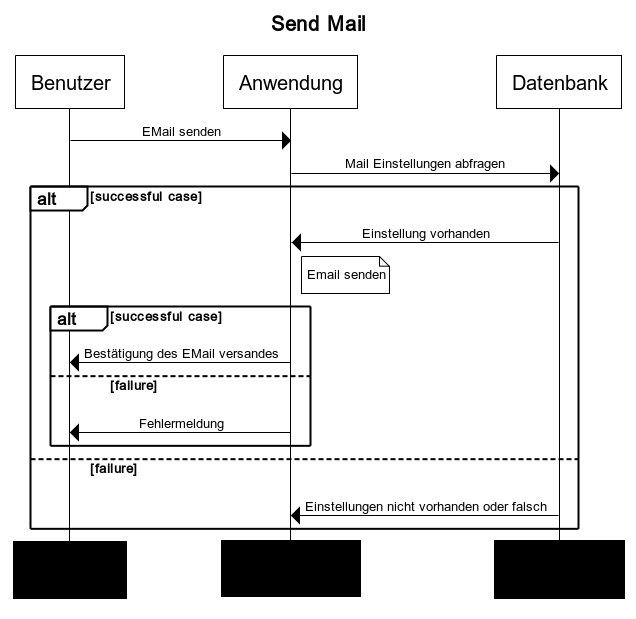 Send Mail
Benutzer
Anwendung
Datenbank
EMail senden
Mail Einstellungen abfragen
alt [successful case]
Einstellung vorhanden
Email senden
alt [successful case]
Bestätigung des EMail versandes
[failure]
Fehlermeldung
[failure]
Einstellungen nicht vorhanden oder falsch